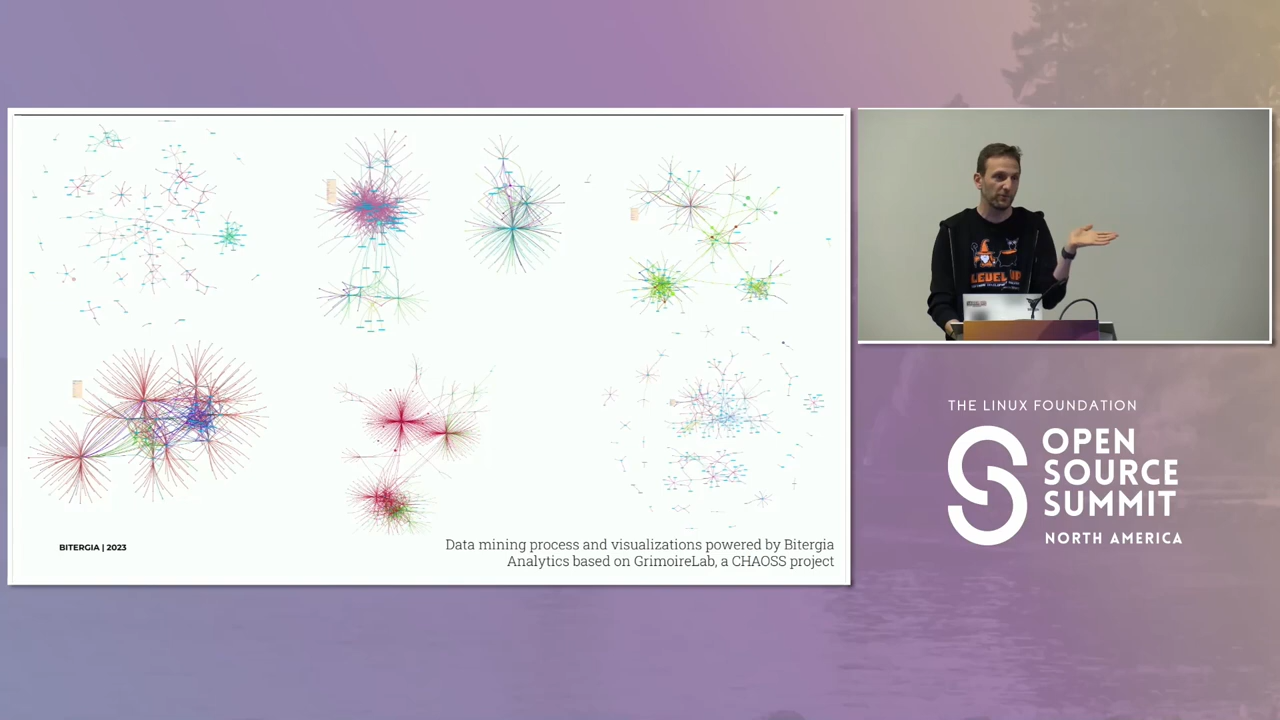 BITERGIA | 2023
Data mining process and visualizations powered by Bitergia
Analytics based on GrimoireLab, a CHAOSS project
LEVEL UP
THE LINUX FOUNDATION
OPEN
SOURCE
SUMMIT
NORTH AMERICA